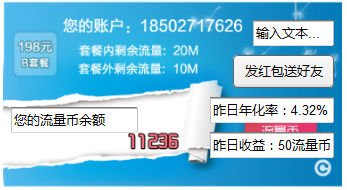 您的账户：18502717626
输入文本...
198元
B套餐
套餐内剩余流量：20M
套餐外剩余流量：10M
发红包送好友
昨日年化率：4.32%
您的流量币余额
11236
流量币
昨日收益：50流量币